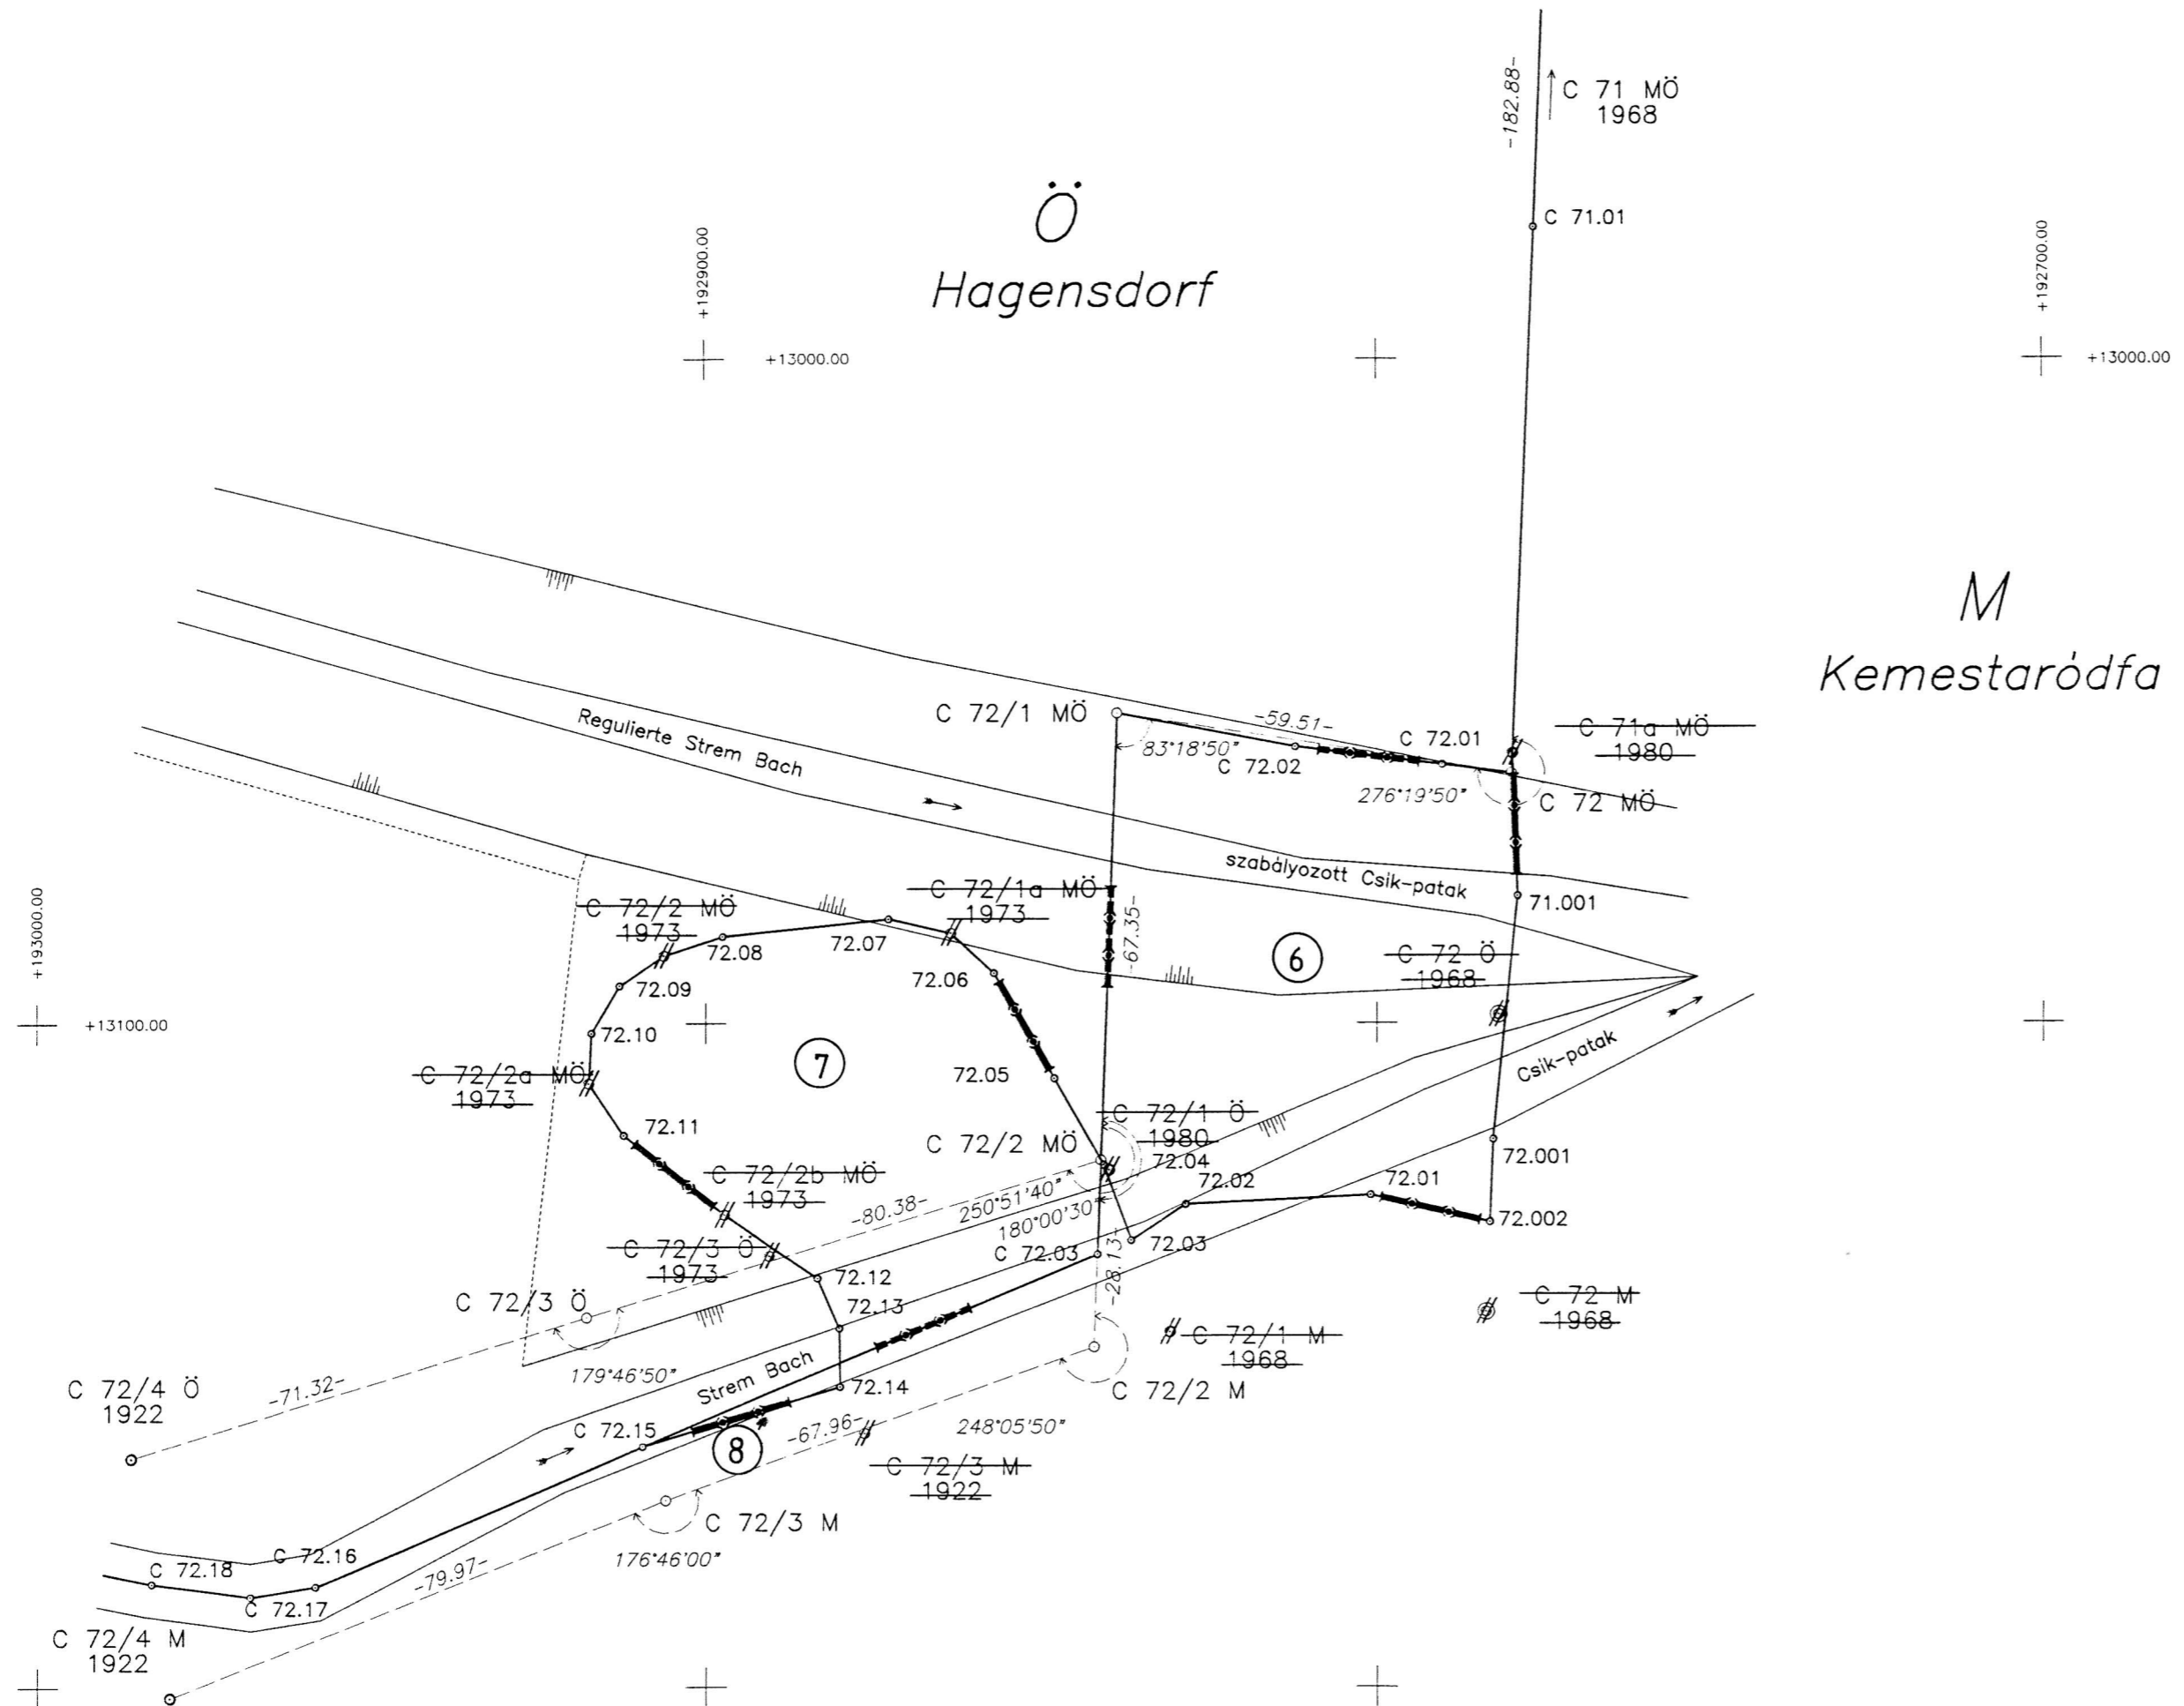 -182.88-
C 71 MÖ
1968
Ö
Hagensdorf
C 71.01
+192900.00
+13000.00
+192700.00
+13000.00
M
Kemestaródfa
C 72/1 MÖ
-59.51-
C 71a MÖ
1980
Regulierte Strem Bach
83°18'50"
C 72.01
C 72.02
276°19'50"
C 72 MÖ
szabályozott Csik-patak
C 72/1a MÖ
1973
C 72/2 MÖ
1973
71.001
+193000.00
+13100.00
72.08
72.07
-67.35-
72.06
6
C 72 Ö
1968
72.09
72.10
7
C 72/2a MÖ
1973
72.05
Csik-patak
72.11
C 72/2 MÖ
C 72/1 Ö
1980
72.04
72.001
C 72/2b MÖ
1973
-80.38-
250°51'40"
180°00'30"
72.02
72.01
72.002
C 72/3 Ö
1973
C 72.03
72.03
-28.13-
72.12
C 72/3 Ö
72.13
C 72 M
1968
C 72/1 M
1968
179°46'50"
Strem Bach
72.14
C 72/4 Ö
1922
-71.32-
C 72/2 M
C 72.15
-67.96-
248°05'50"
8
C 72/3 M
1922
C 72/3 M
176°46'00"
C 72.16
C 72.18
C 72.17
-79.97-
C 72/4 M
1922